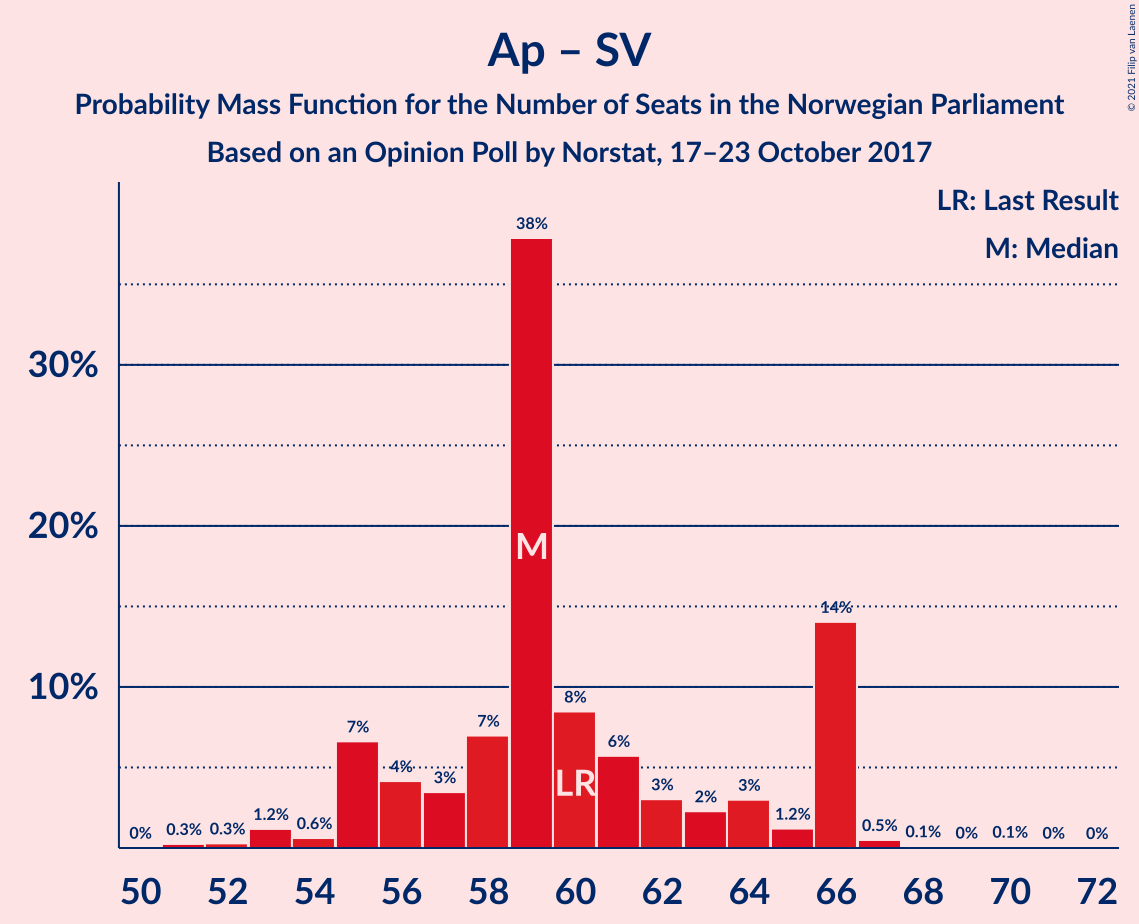 Ap – SV
Probability Mass Function for the Number of Seats in the Norwegian Parliament
Based on an Opinion Poll by Norstat, 17–23 October 2017
© 2021 Filip van Laenen
LR: Last Result
M: Median
30%
20%
10%
0%
0.3%
0.3%
1.2%
0.6%
7%
4%
3%
7%
38%
8%
6%
3%
2%
3%
1.2%
14%
0.5%
0.1%
0%
0.1%
0%
0%
M
LR
50 52 54 56 58 60 62 64 66 68 70 72